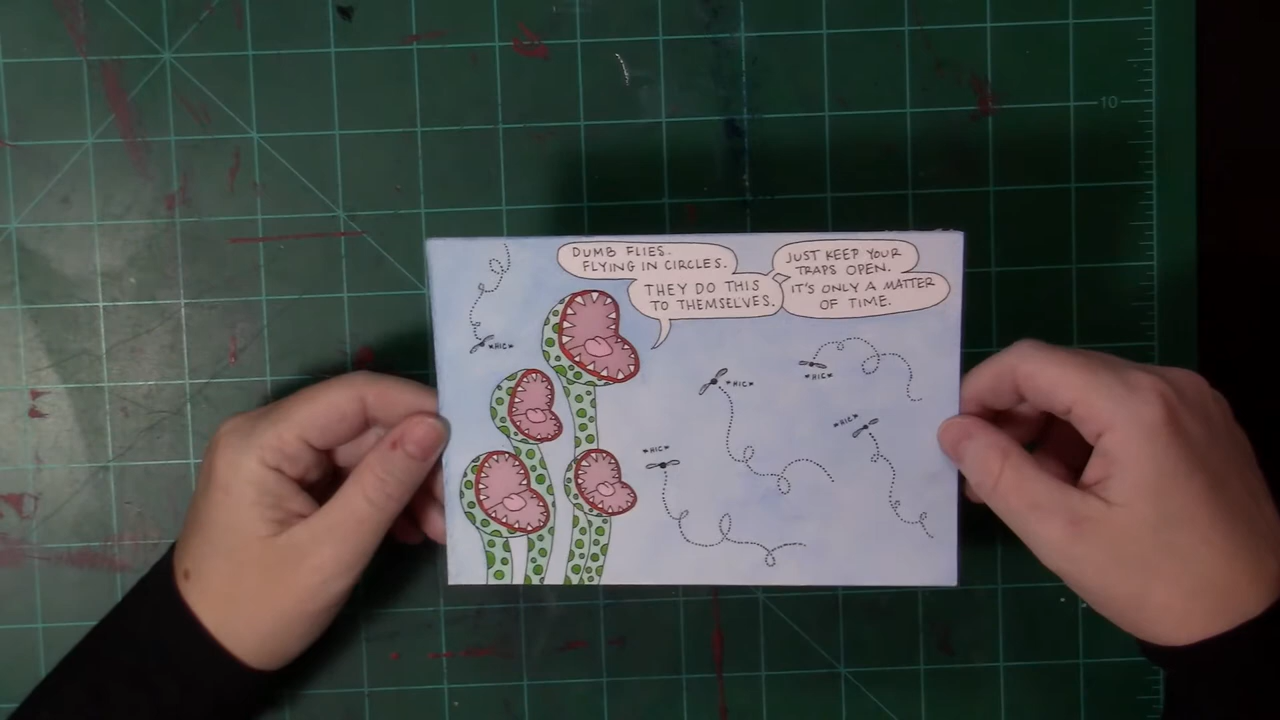 DUMB FLIES.
FLYING IN CIRCLES.
THEY DO THIS
TO THEMSELVES.
JUST KEEP YOUR
TRAPS OPEN.
IT'S ONLY A MATTER
OF TIME.
*HIC*
*HIC*
*HIC*
*HIC*
*HIC*
10